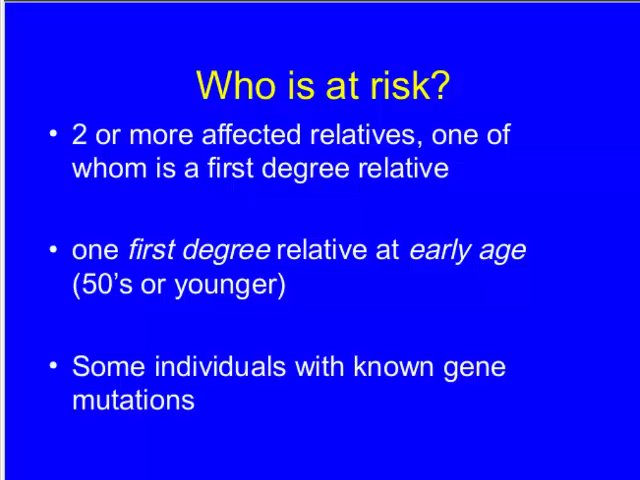 Who is at risk?
• 2 or more affected relatives, one of
whom is a first degree relative
• one first degree relative at early age
(50’s or younger)
• Some individuals with known gene
mutations